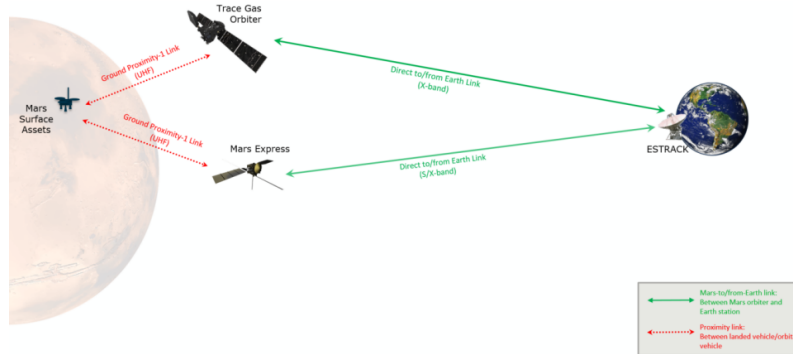 Trace Gas
Orbiter
Ground Proximity-1 Link
(UHF)
Direct to/from Earth Link
(X-band)
Mars
Surface
Assets
Ground Proximity-1 Link
(UHF)
Mars Express
ESTRACK
Direct to/from Earth Link
(S/X-band)
Mars-to/from-Earth link:
Between Mars orbiter and
Earth station
Proximity link:
Between landed vehicle/orbit
vehicle